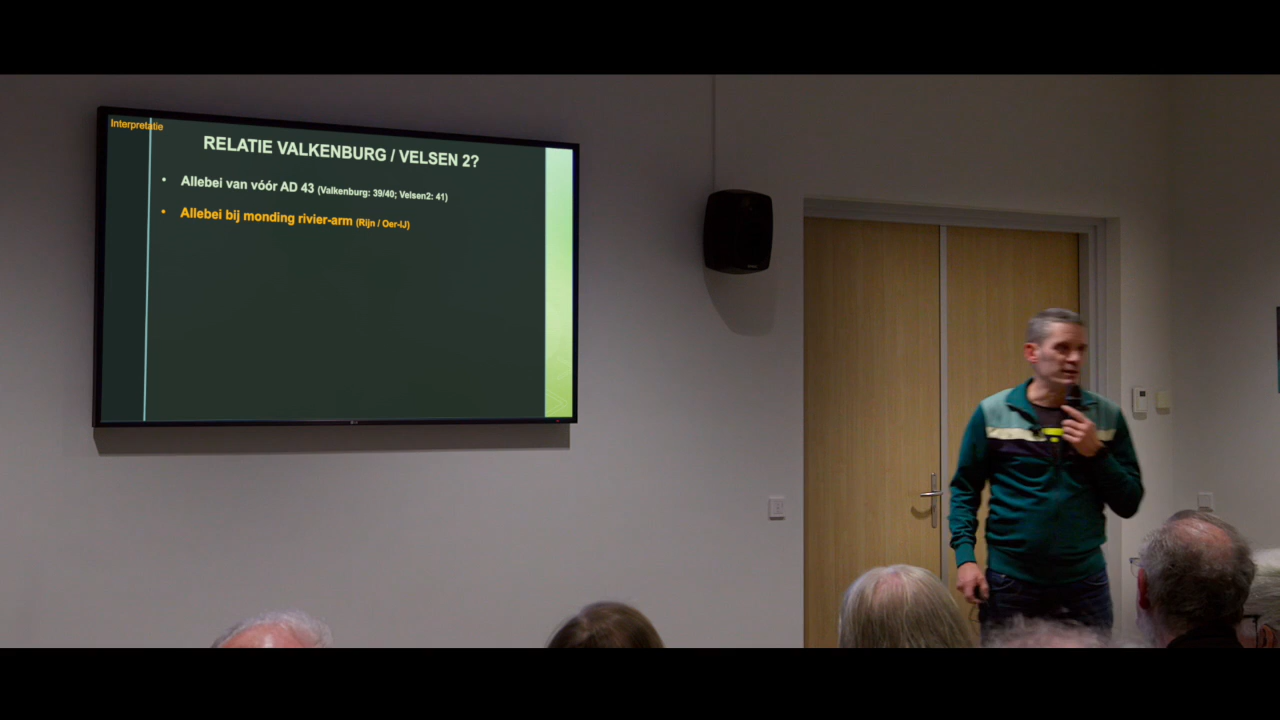 Interpretatie
RELATIE VALKENBURG / VELSEN 2?
• Allebei van vóór AD 43 (Valkenburg: 39/40; Velsen2: 41)
• Allebei bij monding rivier-arm (Rijn / Oer-IJ)